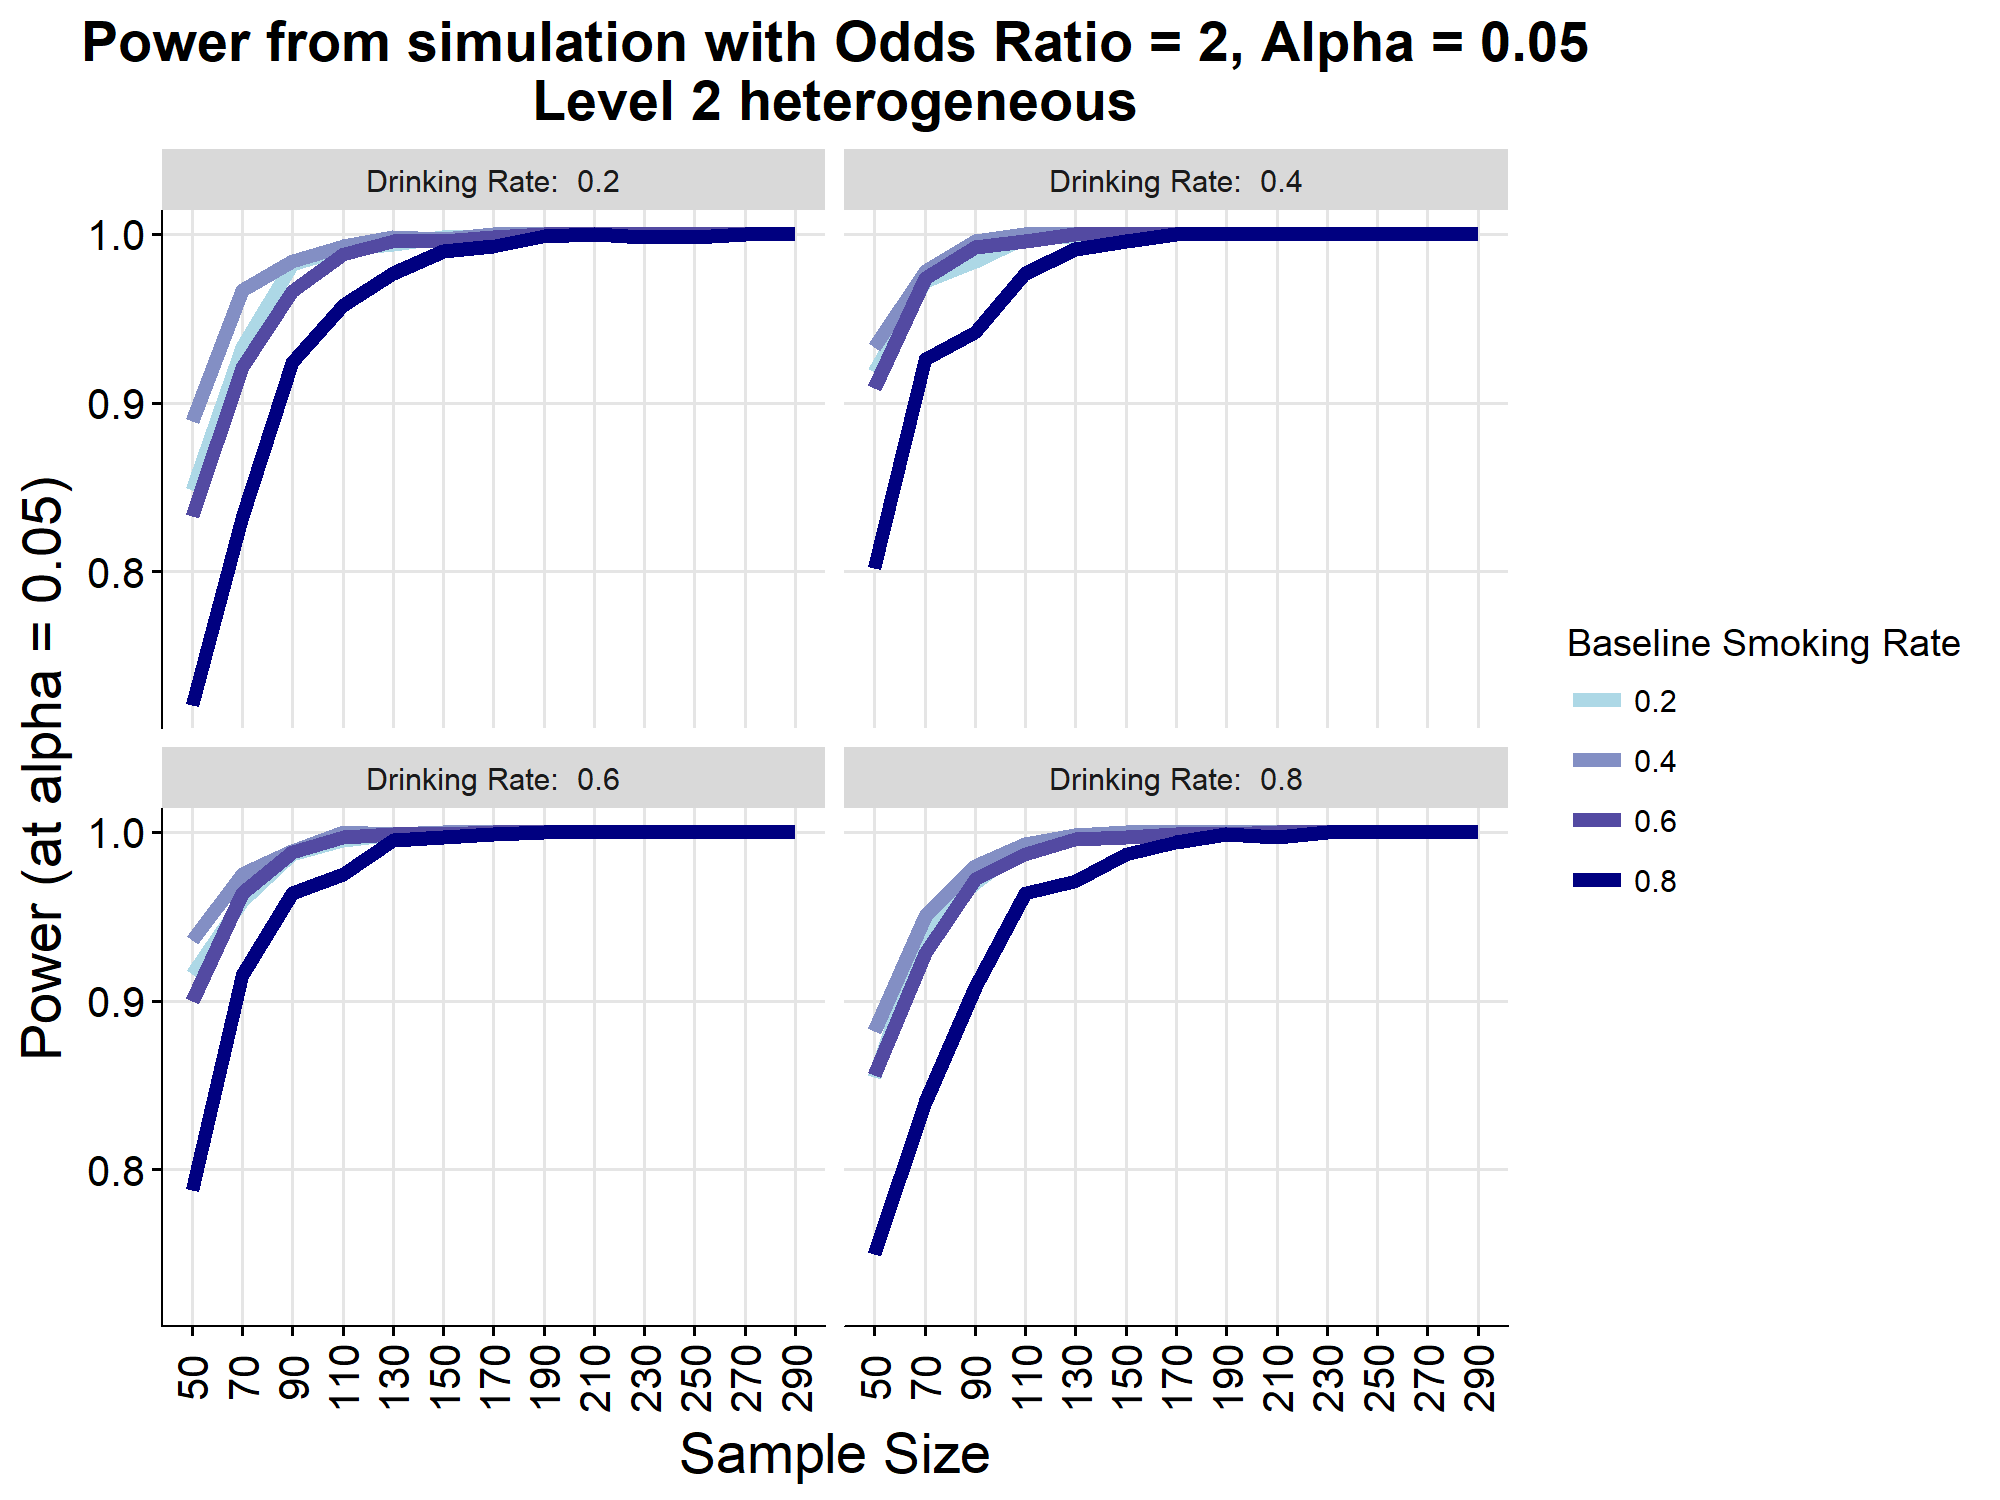 Power from simulation with Odds Ratio = 2, Alpha = 0.05
Level 2 heterogeneous
Drinking Rate:  0.2
Drinking Rate:  0.4
1.0
0.9
0.8
Drinking Rate:  0.6
Drinking Rate:  0.8
1.0
0.9
0.8
Power (at alpha = 0.05)
50 70 90 110 130 150 170 190 210 230 250 270 290
50 70 90 110 130 150 170 190 210 230 250 270 290
Sample Size
Baseline Smoking Rate
0.2
0.4
0.6
0.8